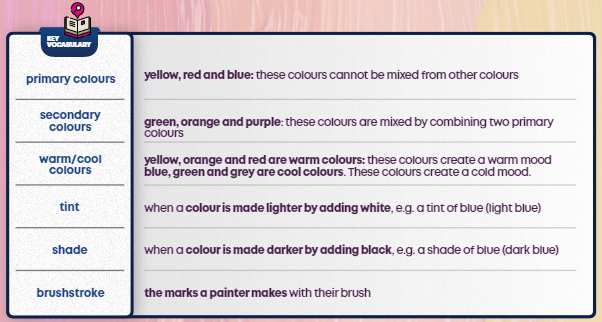 KEY
VOCABULARY
primary colours
yellow, red and blue: these colours cannot be mixed from other colours
secondary
colours
green, orange and purple: these colours are mixed by combining two primary
colours
warm/cool
colours
yellow, orange and red are warm colours: these colours create a warm mood
blue, green and grey are cool colours. These colours create a cold mood.
tint
when a colour is made lighter by adding white, e.g. a tint of blue (light blue)
shade
when a colour is made darker by adding black, e.g. a shade of blue (dark blue)
brushstroke
the marks a painter makes with their brush